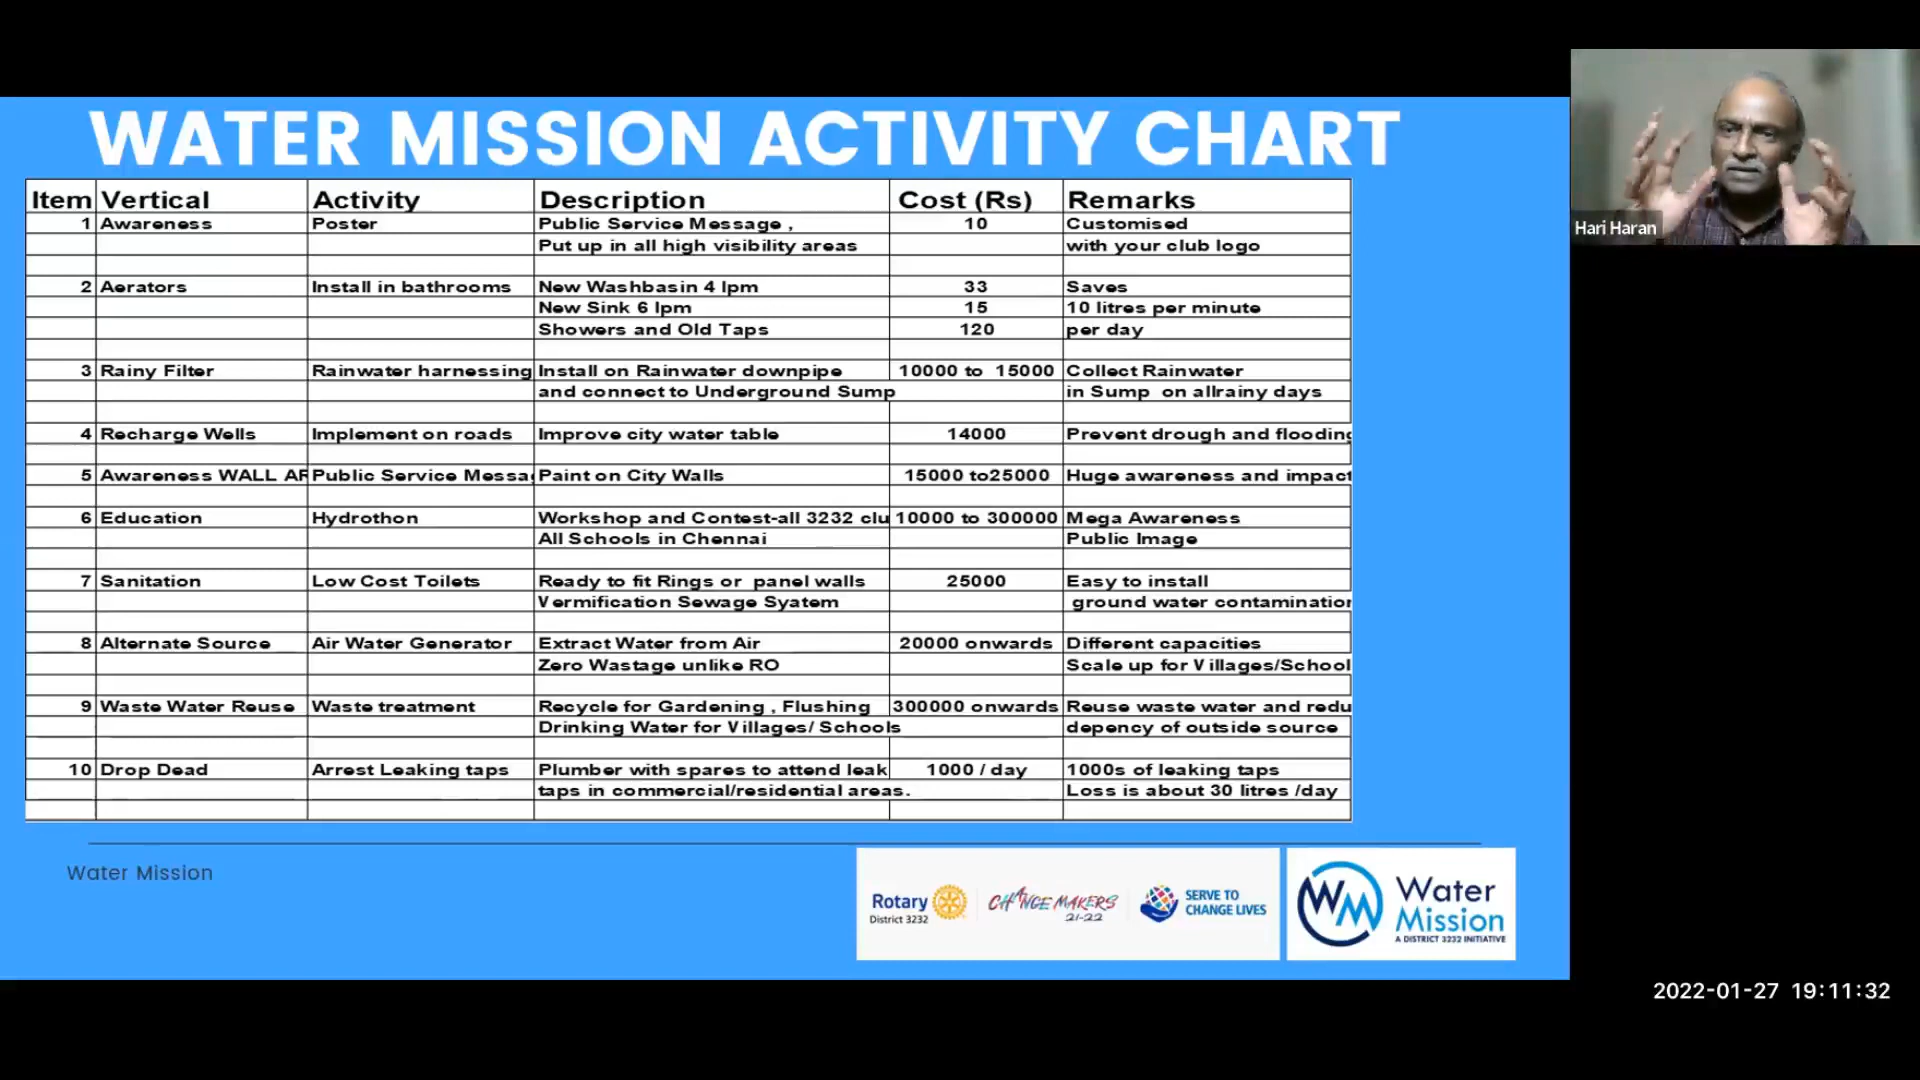 WATER MISSION ACTIVITY CHART
Item Vertical Activity Description Cost (Rs) Remarks
1 Awareness Poster Public Service Message , 10 Customised
Put up in all high visibility areas with your club logo
2 Aerators Install in bathrooms New Washbasin 4 lpm 33 Saves
New Sink 6 lpm 15 10 litres per minute
Showers and Old Taps 120 per day
3 Rainy Filter Rainwater harnessing Install on Rainwater downpipe 10000 to 15000 Collect Rainwater
and connect to Underground Sump in Sump on allrainy days
4 Recharge Wells Implement on roads Improve city water table 14000 Prevent drough and flooding
5 Awareness WALL AR Public Service Messag Paint on City Walls 15000 to25000 Huge awareness and impact
6 Education Hydrothon Workshop and Contest-all 3232 clu 10000 to 300000 Mega Awareness
All Schools in Chennai Public Image
7 Sanitation Low Cost Toilets Ready to fit Rings or panel walls 25000 Easy to install
Vermification Sewage Syatem ground water contamination
8 Alternate Source Air Water Generator Extract Water from Air 20000 onwards Different capacities
Zero Wastage unlike RO Scale up for Villages/School
9 Waste Water Reuse Waste treatment Recycle for Gardening , Flushing 300000 onwards Reuse waste water and redu
Drinking Water for Villages/ Schools depency of outside source
10 Drop Dead Arrest Leaking taps Plumber with spares to attend leak 1000 / day 1000s of leaking taps
taps in commercial/residential areas. Loss is about 30 litres /day
Water Mission
Rotary
District 3232
CHANGE MAKERS
21-22
SERVE TO
CHANGE LIVES
WM
Water
Mission
A DISTRICT 3232 INITIATIVE
Hari Haran
2022-01-27 19:11:32